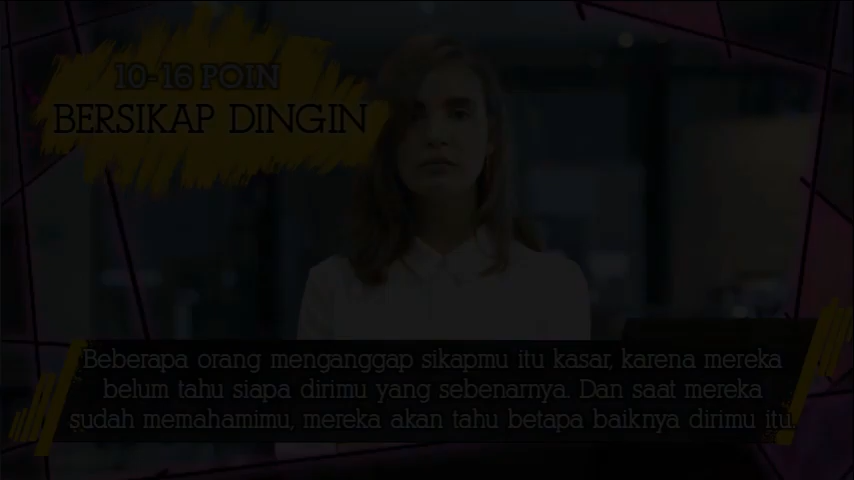 10-16 POIN
BERSIKAP DINGIN
Beberapa orang menganggap sikapmu itu kasar, karena mereka
belum tahu siapa dirimu yang sebenarnya. Dan saat mereka
sudah memahamimu, mereka akan tahu betapa baiknya dirimu itu.